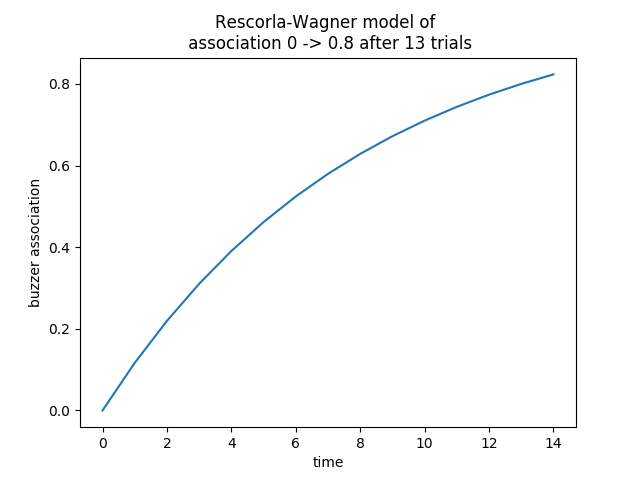 Rescorla-Wagner model of
association 0 -> 0.8 after 13 trials
0.8
0.6
0.4
0.2
0.0
buzzer association
0 2 4 6 8 10 12 14
time